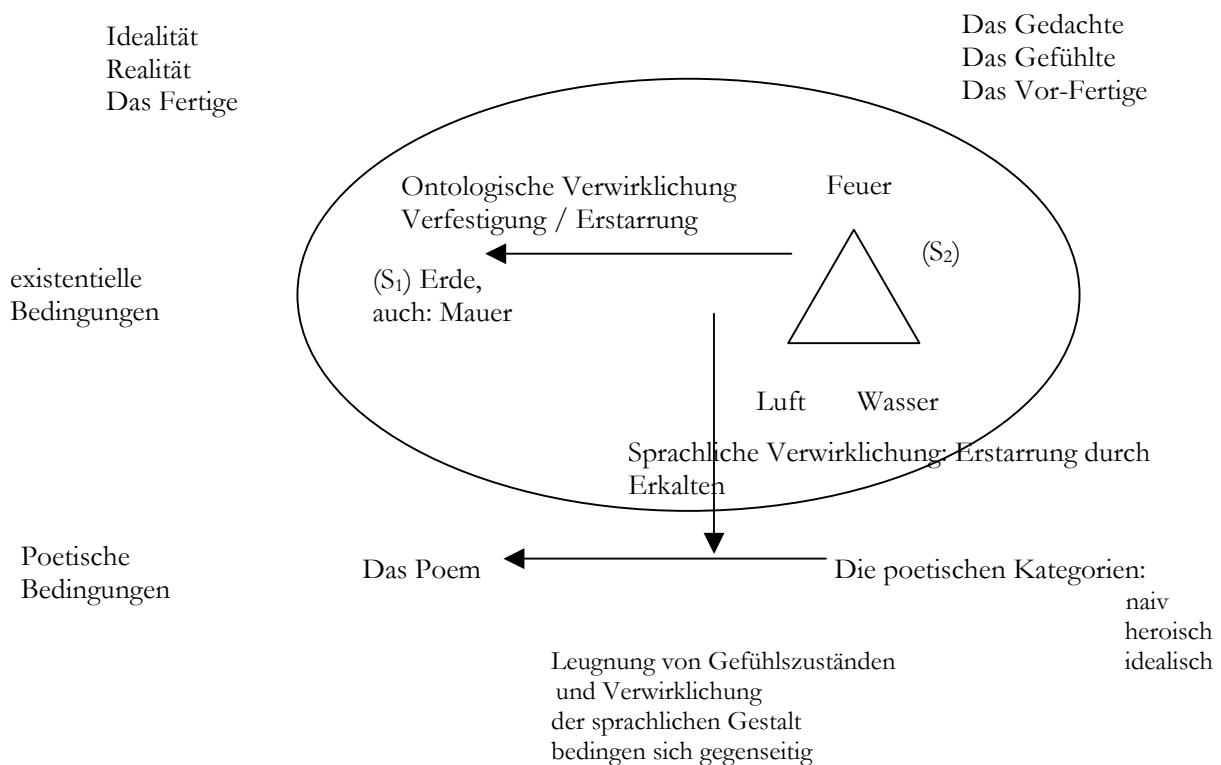 Idealität
Realität
Das Fertige
Das Gedachte
Das Gefühlte
Das Vor-Fertige
Ontologische Verwirklichung
Verfestigung / Erstarrung
Feuer
(S₂)
existentielle
Bedingungen
(S₁) Erde,
auch: Mauer
Luft Wasser
Sprachliche Verwirklichung: Erstarrung durch
Erkalten
Poetische
Bedingungen
Das Poem
Die poetischen Kategorien:
naiv
heroisch
idealisch
Leugnung von Gefühlszuständen
und Verwirklichung
der sprachlichen Gestalt
bedingen sich gegenseitig